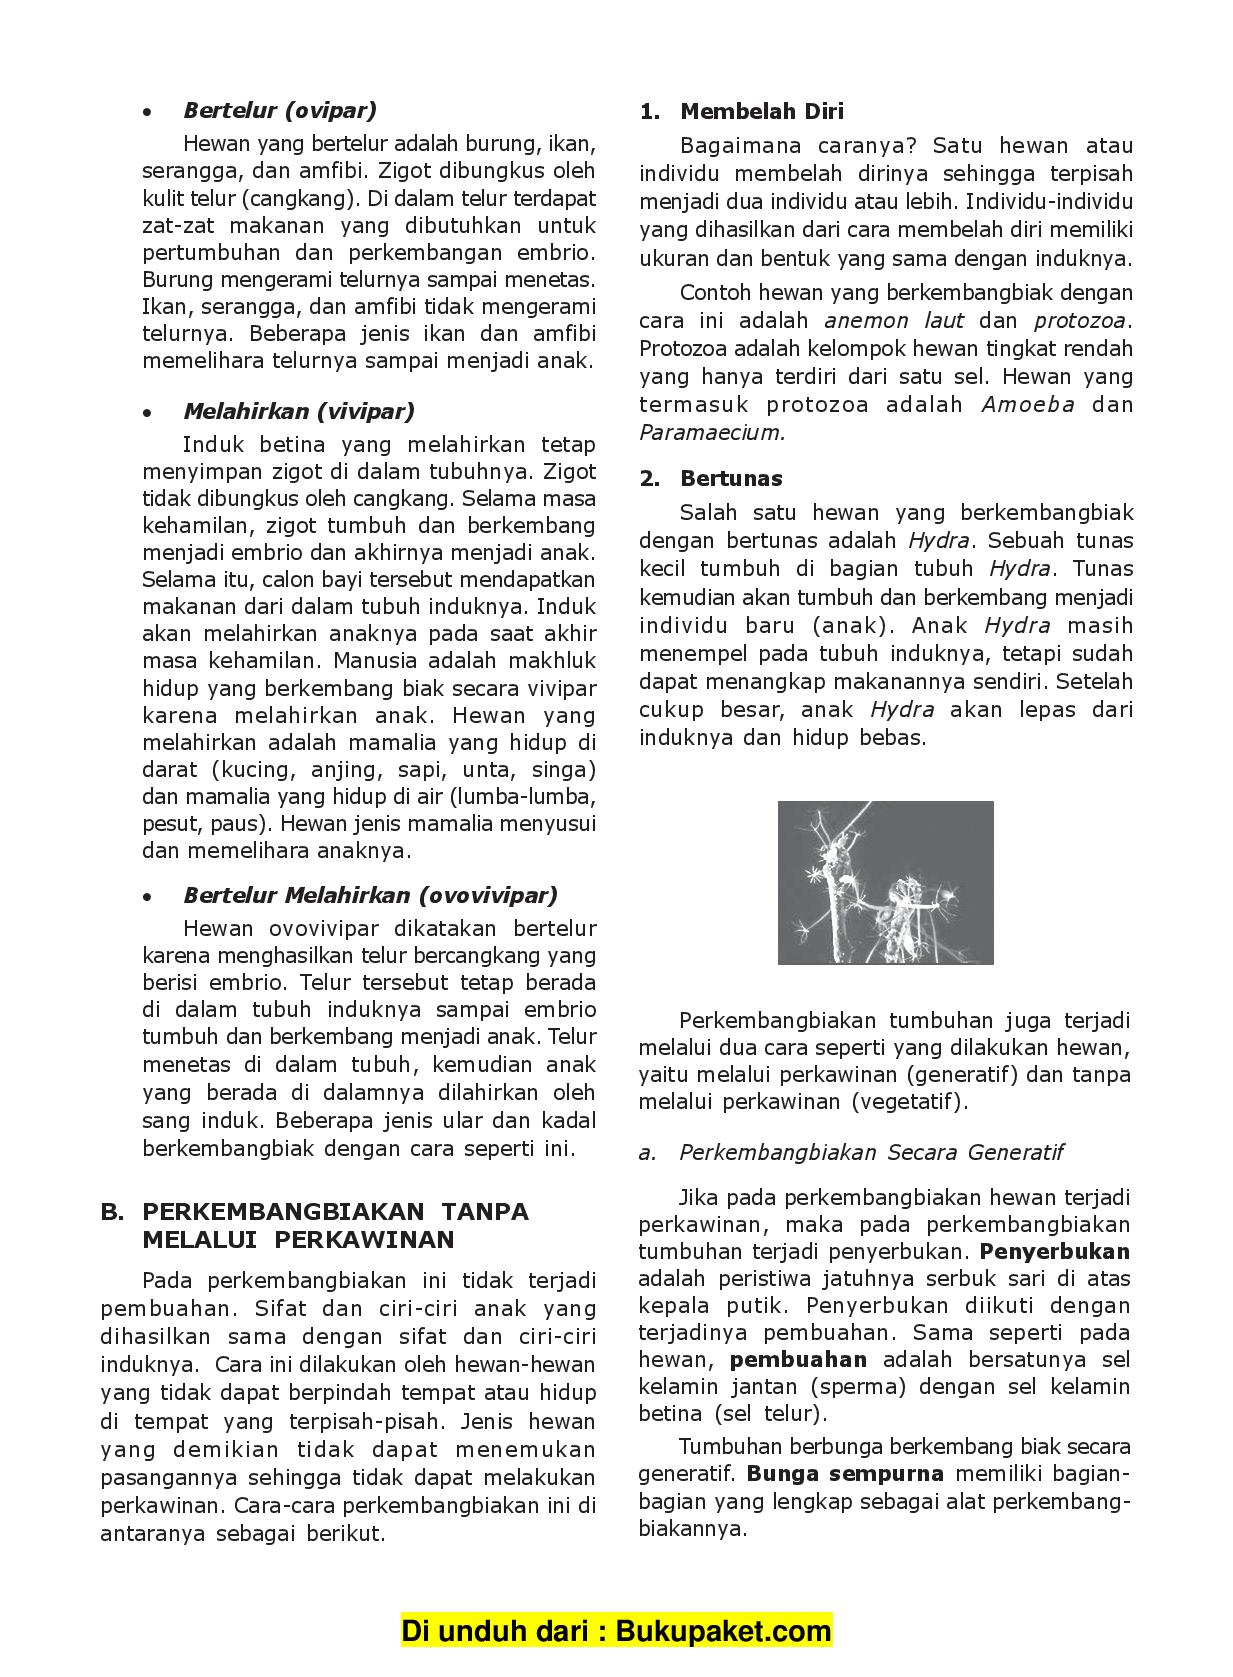 • Bertelur (ovipar)
Hewan yang bertelur adalah burung, ikan,
serangga, dan amfibi. Zigot dibungkus oleh
kulit telur (cangkang). Di dalam telur terdapat
zat-zat makanan yang dibutuhkan untuk
pertumbuhan dan perkembangan embrio.
Burung mengerami telurnya sampai menetas.
Ikan, serangga, dan amfibi tidak mengerami
telurnya. Beberapa jenis ikan dan amfibi
memelihara telurnya sampai menjadi anak.
• Melahirkan (vivipar)
Induk betina yang melahirkan tetap
menyimpan zigot di dalam tubuhnya. Zigot
tidak dibungkus oleh cangkang. Selama masa
kehamilan, zigot tumbuh dan berkembang
menjadi embrio dan akhirnya menjadi anak.
Selama itu, calon bayi tersebut mendapatkan
makanan dari dalam tubuh induknya. Induk
akan melahirkan anaknya pada saat akhir
masa kehamilan. Manusia adalah makhluk
hidup yang berkembang biak secara vivipar
karena melahirkan anak. Hewan yang
melahirkan adalah mamalia yang hidup di
darat (kucing, anjing, sapi, unta, singa)
dan mamalia yang hidup di air (lumba-lumba,
pesut, paus). Hewan jenis mamalia menyusui
dan memelihara anaknya.
• Bertelur Melahirkan (ovovivipar)
Hewan ovovivipar dikatakan bertelur
karena menghasilkan telur bercangkang yang
berisi embrio. Telur tersebut tetap berada
di dalam tubuh induknya sampai embrio
tumbuh dan berkembang menjadi anak. Telur
menetas di dalam tubuh, kemudian anak
yang berada di dalamnya dilahirkan oleh
sang induk. Beberapa jenis ular dan kadal
berkembangbiak dengan cara seperti ini.
B. PERKEMBANGBIAKAN TANPA
MELALUI PERKAWINAN
Pada perkembangbiakan ini tidak terjadi
pembuahan. Sifat dan ciri-ciri anak yang
dihasilkan sama dengan sifat dan ciri-ciri
induknya. Cara ini dilakukan oleh hewan-hewan
yang tidak dapat berpindah tempat atau hidup
di tempat yang terpisah-pisah. Jenis hewan
yang demikian tidak dapat menemukan
pasangannya sehingga tidak dapat melakukan
perkawinan. Cara-cara perkembangbiakan ini di
antaranya sebagai berikut.
1. Membelah Diri
Bagaimana caranya? Satu hewan atau
individu membelah dirinya sehingga terpisah
menjadi dua individu atau lebih. Individu-individu
yang dihasilkan dari cara membelah diri memiliki
ukuran dan bentuk yang sama dengan induknya.
Contoh hewan yang berkembangbiak dengan
cara ini adalah anemon laut dan protozoa.
Protozoa adalah kelompok hewan tingkat rendah
yang hanya terdiri dari satu sel. Hewan yang
termasuk protozoa adalah Amoeba dan
Paramaecium.
2. Bertunas
Salah satu hewan yang berkembangbiak
dengan bertunas adalah Hydra. Sebuah tunas
kecil tumbuh di bagian tubuh Hydra. Tunas
kemudian akan tumbuh dan berkembang menjadi
individu baru (anak). Anak Hydra masih
menempel pada tubuh induknya, tetapi sudah
dapat menangkap makanannya sendiri. Setelah
cukup besar, anak Hydra akan lepas dari
induknya dan hidup bebas.
Perkembangbiakan tumbuhan juga terjadi
melalui dua cara seperti yang dilakukan hewan,
yaitu melalui perkawinan (generatif) dan tanpa
melalui perkawinan (vegetatif).
a. Perkembangbiakan Secara Generatif
Jika pada perkembangbiakan hewan terjadi
perkawinan, maka pada perkembangbiakan
tumbuhan terjadi penyerbukan. Penyerbukan
adalah peristiwa jatuhnya serbuk sari di atas
kepala putik. Penyerbukan diikuti dengan
terjadinya pembuahan. Sama seperti pada
hewan, pembuahan adalah bersatunya sel
kelamin jantan (sperma) dengan sel kelamin
betina (sel telur).
Tumbuhan berbunga berkembang biak secara
generatif. Bunga sempurna memiliki bagian-
bagian yang lengkap sebagai alat perkembang-
biakannya.
Di unduh dari : Bukupaket.com